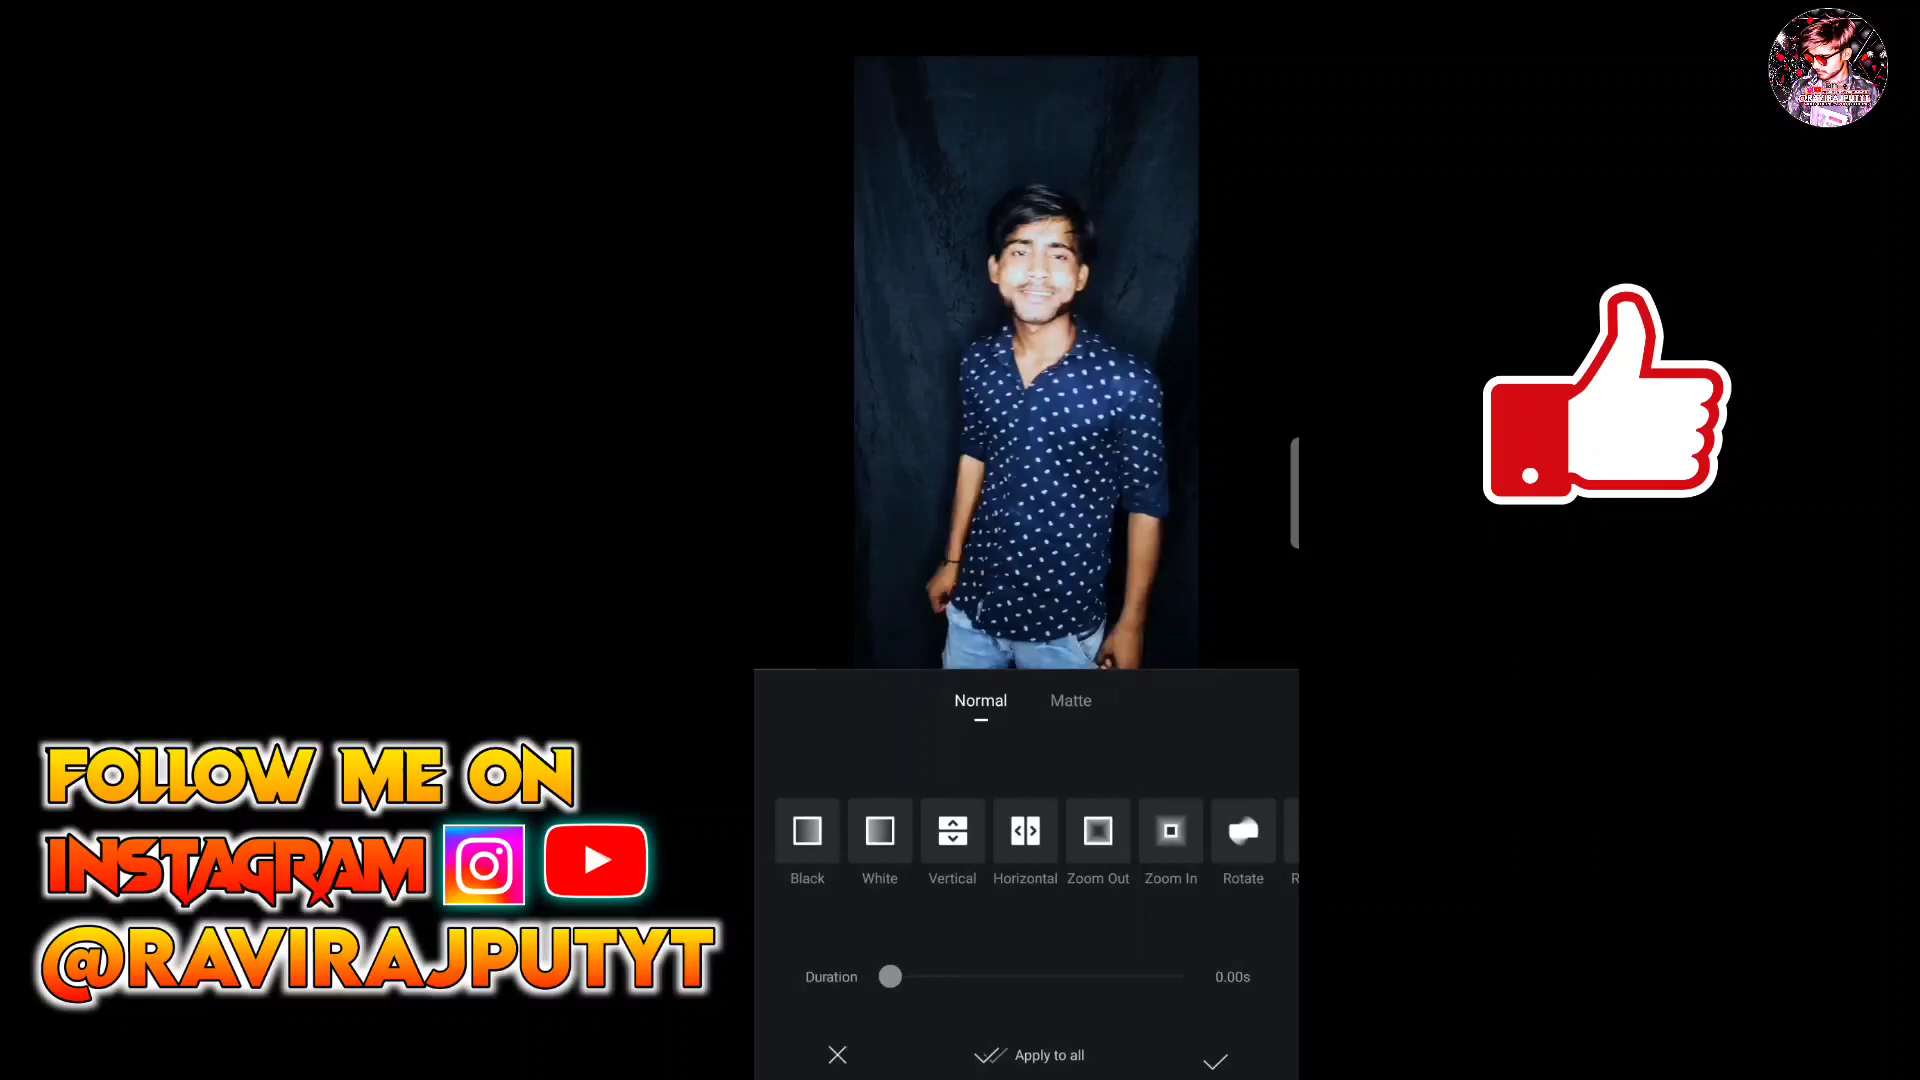 @RAVIRAJPUTYT
Normal Matte
Black White Vertical Horizontal Zoom Out Zoom In Rotate R
Duration 0.00s
Apply to all
FOLLOW ME ON
INSTAGRAM
@RAVIRAJPUTYT